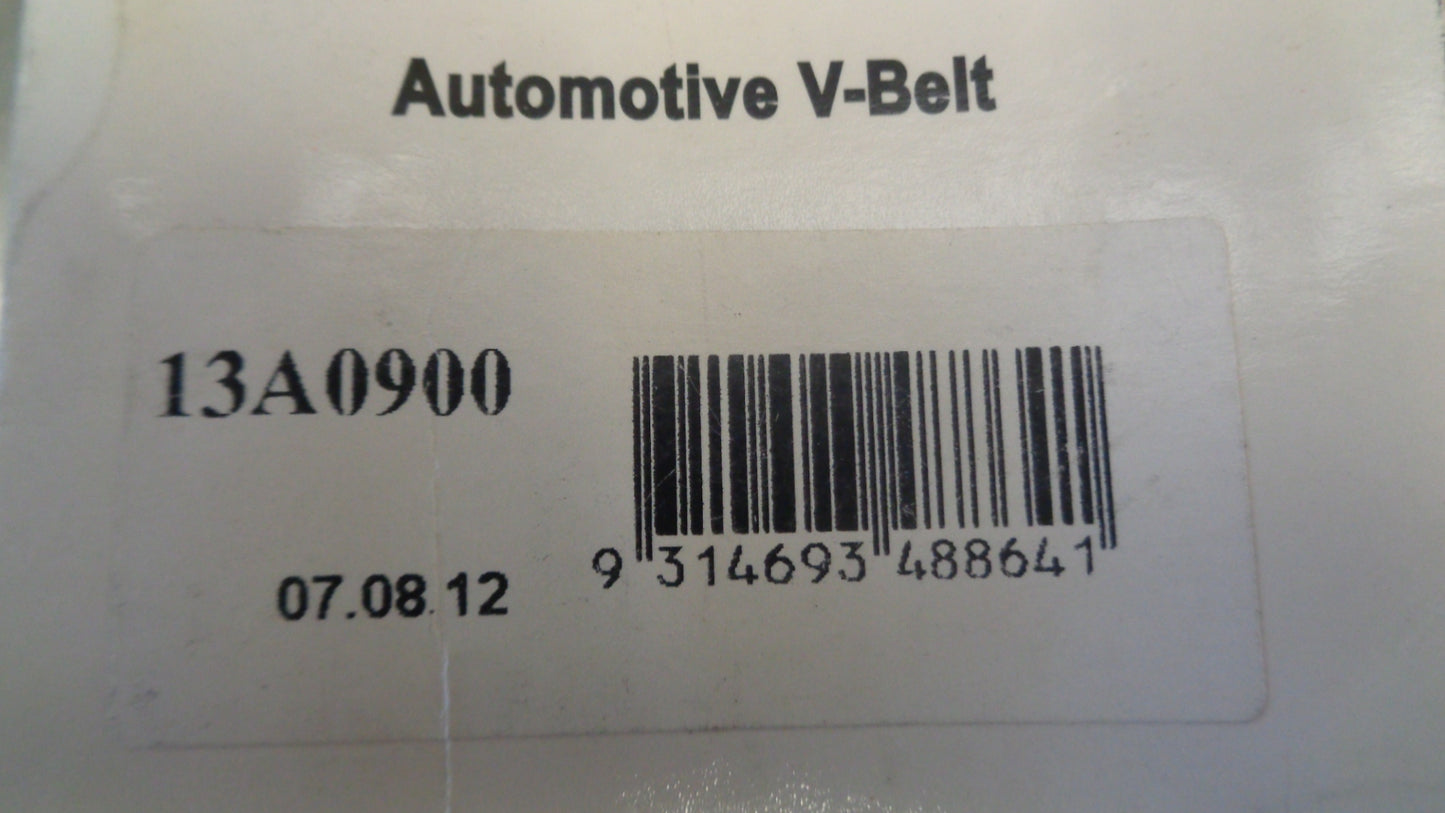 Automotive V-Belt
13A0900
07.08.12
9 314693 488641